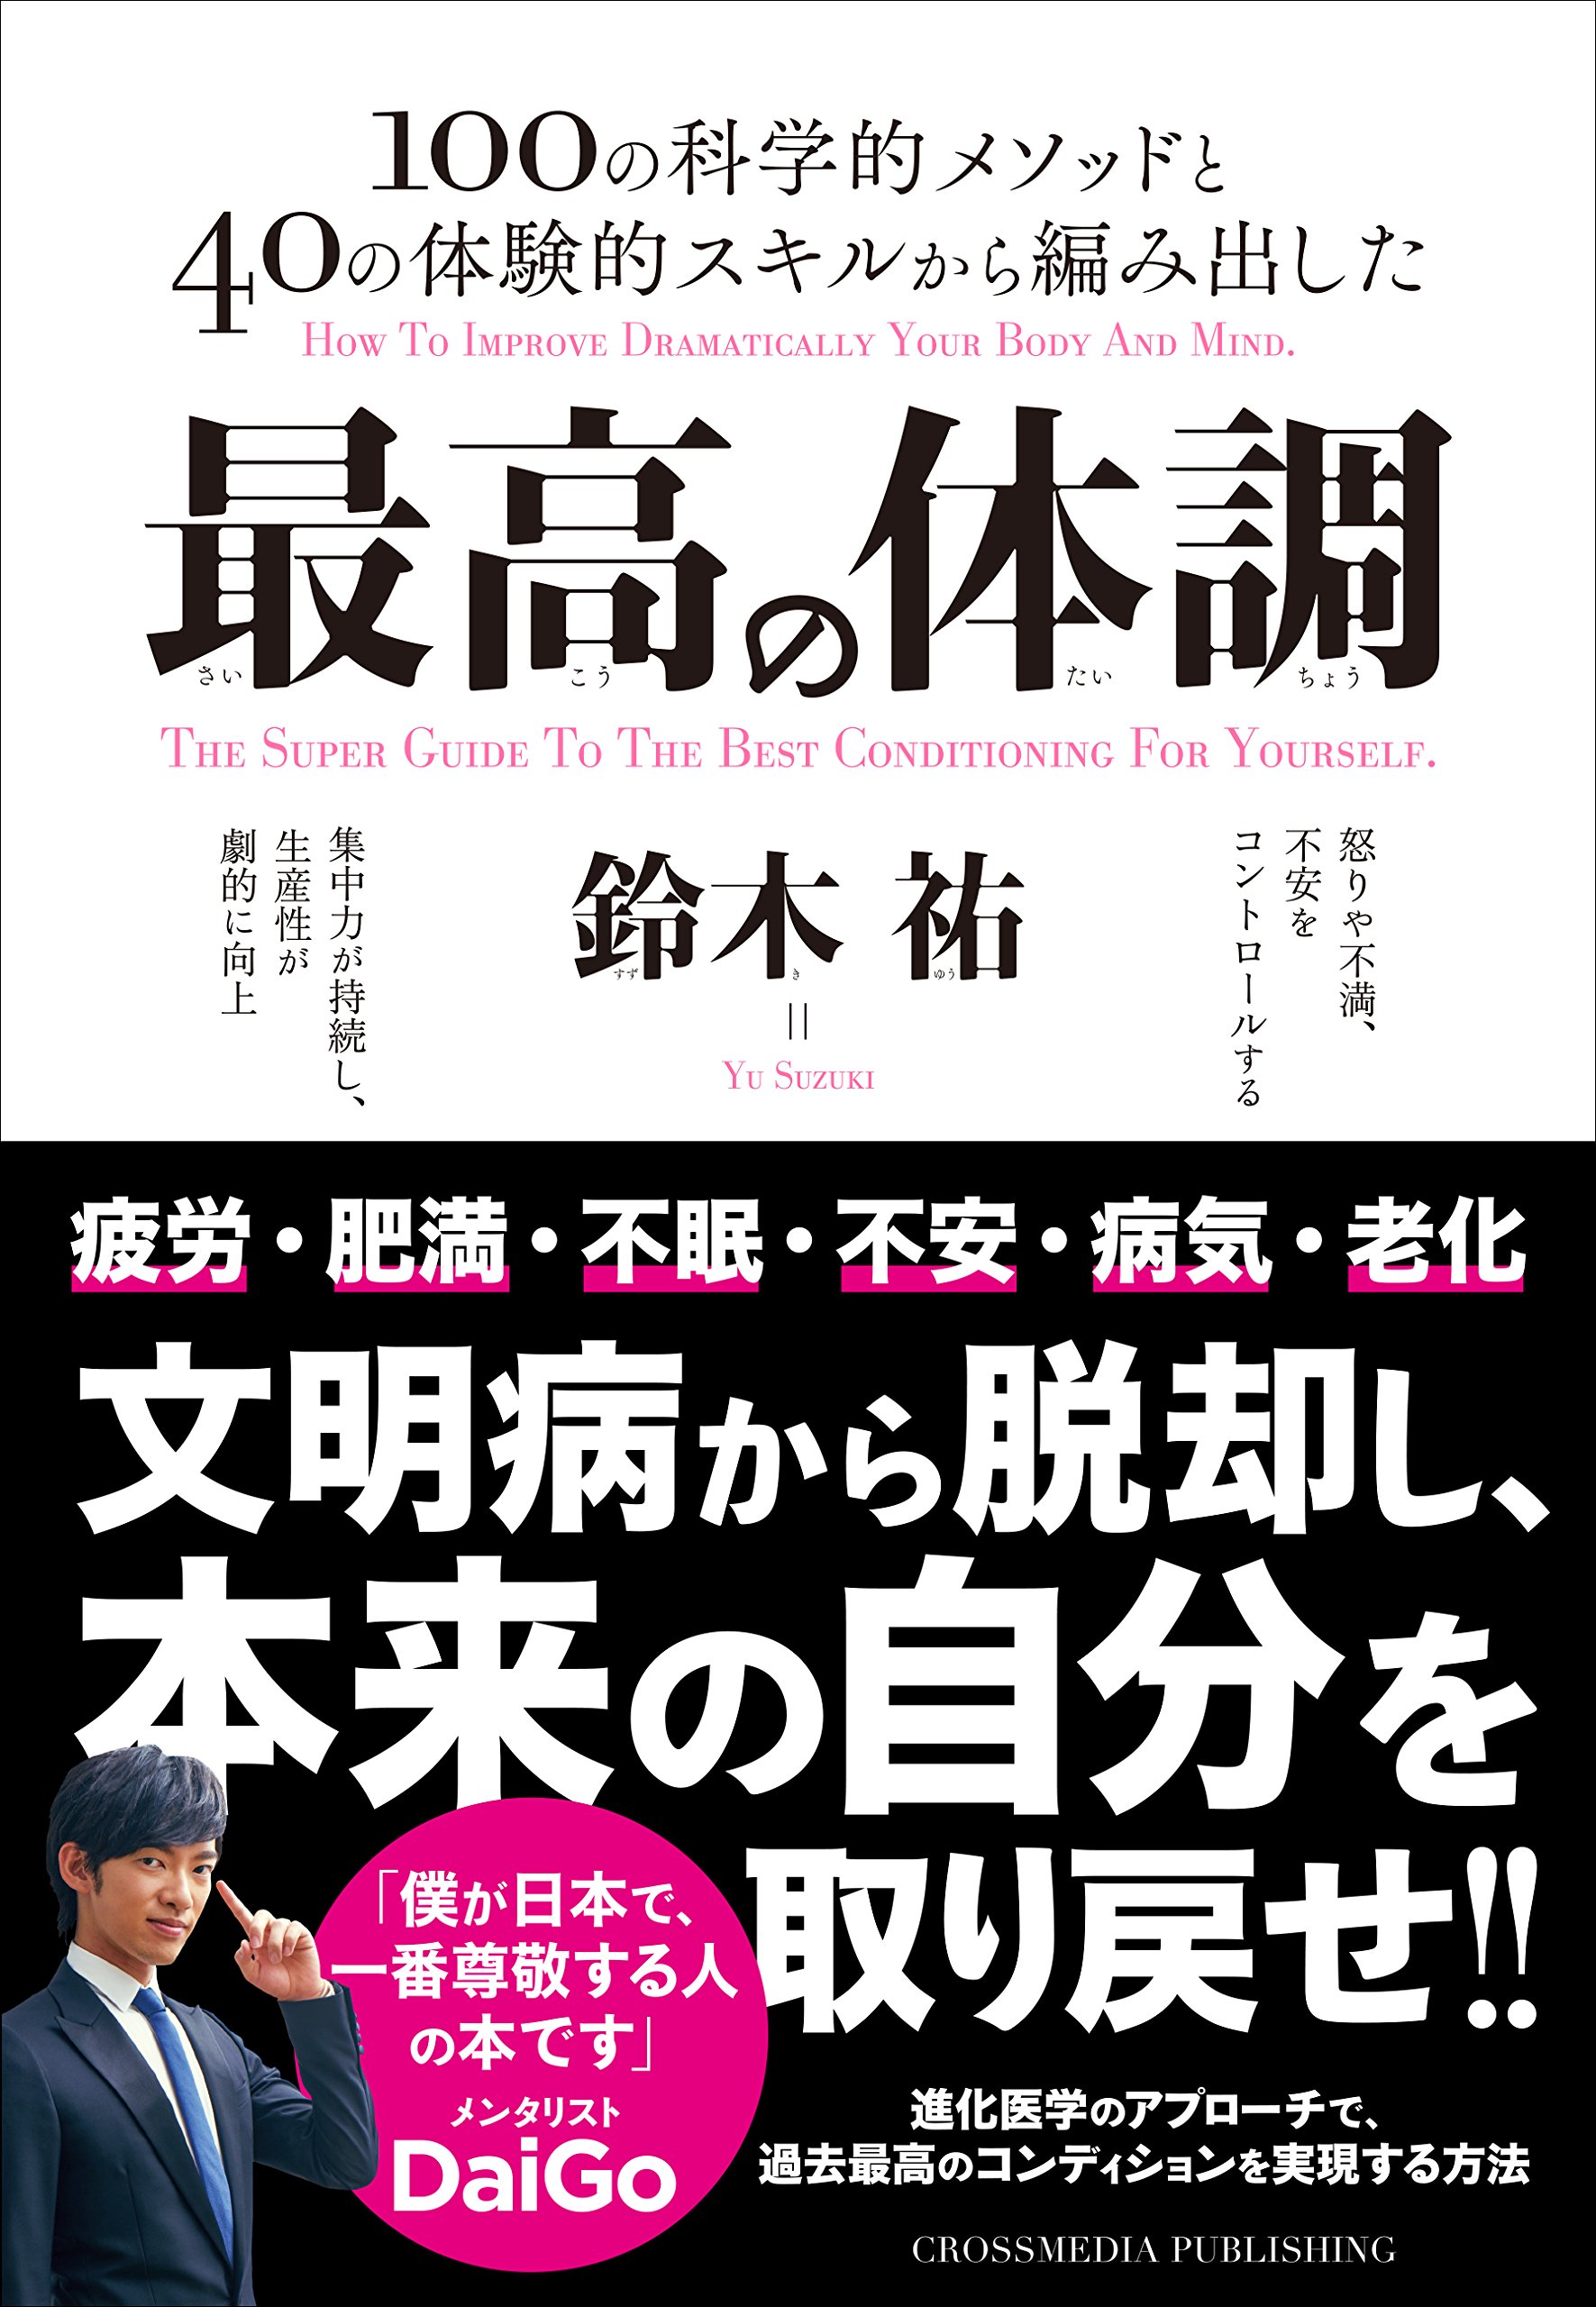 100の科学的メソッドと
40の体験的スキルから編み出した
HOW TO IMPROVE DRAMATICALLY YOUR BODY AND MIND.
最高の体調
さい こう たい ちょう
THE SUPER GUIDE TO THE BEST CONDITIONING FOR YOURSELF.
怒りや不満、
不安を
コントロールする
鈴木 祐
すず き ゆう
YU SUZUKI
集中力が持続し、
生産性が
劇的に向上
疲労・肥満・不眠・不安・病気・老化
文明病から脱却し、
本来の自分を
取り戻せ!!
「僕が日本で、
一番尊敬する人
の本です」
メンタリスト
DaiGo
進化医学のアプローチで、
過去最高のコンディションを実現する方法
CROSSMEDIA PUBLISHING